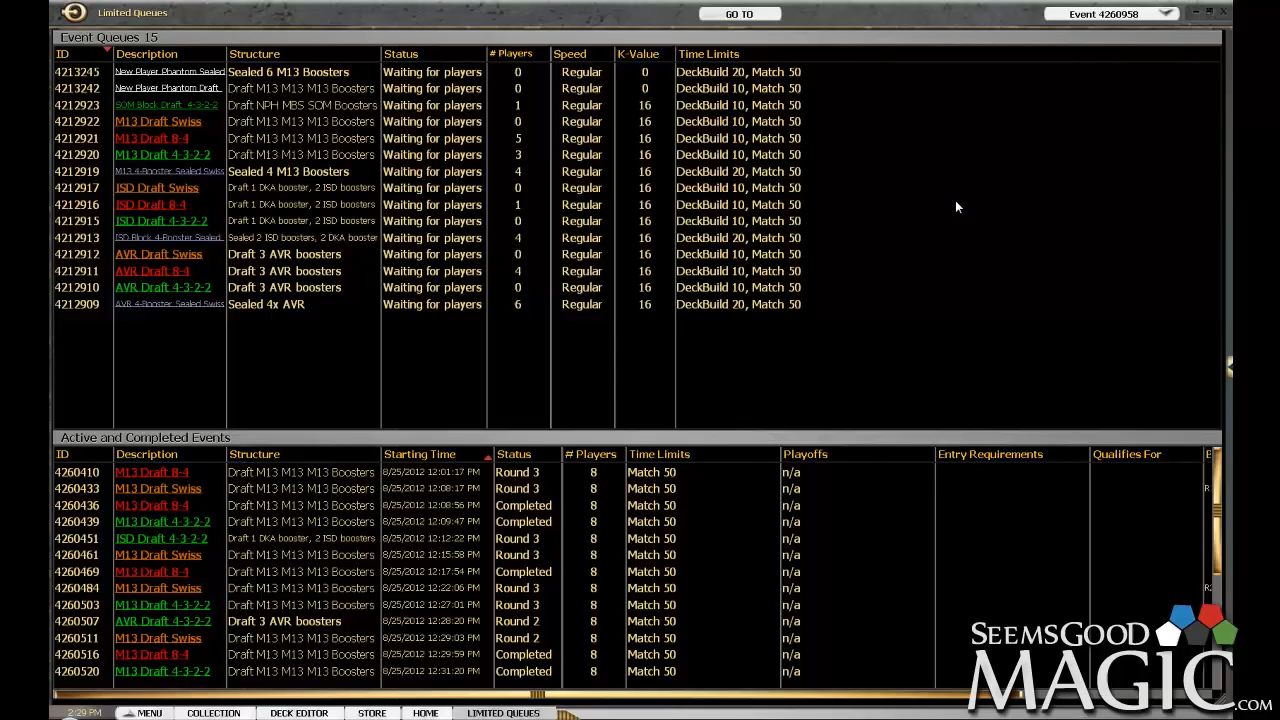 Limited Queues GO TO Event 4260958
Event Queues 15
ID Description Structure Status # Players Speed K-Value Time Limits
4213245 New Player Phantom Sealed Sealed 6 M13 Boosters Waiting for players 0 Regular 0 DeckBuild 20, Match 50
4213242 New Player Phantom Draft Draft M13 M13 M13 Boosters Waiting for players 0 Regular 0 DeckBuild 10, Match 50
4212923 SOM Block Draft 4-3-2-2 Draft NPH MBS SOM Boosters Waiting for players 1 Regular 16 DeckBuild 10, Match 50
4212922 M13 Draft Swiss Draft M13 M13 M13 Boosters Waiting for players 0 Regular 16 DeckBuild 10, Match 50
4212921 M13 Draft 8-4 Draft M13 M13 M13 Boosters Waiting for players 5 Regular 16 DeckBuild 10, Match 50
4212920 M13 Draft 4-3-2-2 Draft M13 M13 M13 Boosters Waiting for players 3 Regular 16 DeckBuild 10, Match 50
4212919 M13 4-Booster Sealed Swiss Sealed 4 M13 Boosters Waiting for players 4 Regular 16 DeckBuild 20, Match 50
4212917 ISD Draft Swiss Draft 1 DKA booster, 2 ISD boosters Waiting for players 0 Regular 16 DeckBuild 10, Match 50
4212916 ISD Draft 8-4 Draft 1 DKA booster, 2 ISD boosters Waiting for players 1 Regular 16 DeckBuild 10, Match 50
4212915 ISD Draft 4-3-2-2 Draft 1 DKA booster, 2 ISD boosters Waiting for players 0 Regular 16 DeckBuild 10, Match 50
4212913 ISD Block 4-Booster Sealed Sealed 2 ISD boosters, 2 DKA booster Waiting for players 4 Regular 16 DeckBuild 20, Match 50
4212912 AVR Draft Swiss Draft 3 AVR boosters Waiting for players 0 Regular 16 DeckBuild 10, Match 50
4212911 AVR Draft 8-4 Draft 3 AVR boosters Waiting for players 4 Regular 16 DeckBuild 10, Match 50
4212910 AVR Draft 4-3-2-2 Draft 3 AVR boosters Waiting for players 0 Regular 16 DeckBuild 10, Match 50
4212909 AVR 4-Booster Sealed Swiss Sealed 4x AVR Waiting for players 6 Regular 16 DeckBuild 20, Match 50
Active and Completed Events
ID Description Structure Starting Time Status # Players Time Limits Playoffs Entry Requirements Qualifies For
4260410 M13 Draft 8-4 Draft M13 M13 M13 Boosters 8/25/2012 12:01:17 PM Round 3 8 Match 50 n/a
4260433 M13 Draft Swiss Draft M13 M13 M13 Boosters 8/25/2012 12:08:17 PM Round 3 8 Match 50 n/a
4260436 M13 Draft 8-4 Draft M13 M13 M13 Boosters 8/25/2012 12:08:56 PM Completed 8 Match 50 n/a
4260439 M13 Draft 4-3-2-2 Draft M13 M13 M13 Boosters 8/25/2012 12:09:47 PM Completed 8 Match 50 n/a
4260451 ISD Draft 4-3-2-2 Draft 1 DKA booster, 2 ISD boosters 8/25/2012 12:12:22 PM Round 3 8 Match 50 n/a
4260461 M13 Draft Swiss Draft M13 M13 M13 Boosters 8/25/2012 12:15:58 PM Round 3 8 Match 50 n/a
4260469 M13 Draft 8-4 Draft M13 M13 M13 Boosters 8/25/2012 12:17:54 PM Completed 8 Match 50 n/a
4260484 M13 Draft Swiss Draft M13 M13 M13 Boosters 8/25/2012 12:22:06 PM Round 3 8 Match 50 n/a
4260503 M13 Draft 4-3-2-2 Draft M13 M13 M13 Boosters 8/25/2012 12:27:01 PM Round 3 8 Match 50 n/a
4260507 AVR Draft 4-3-2-2 Draft 3 AVR boosters 8/25/2012 12:28:20 PM Round 2 8 Match 50 n/a
4260511 M13 Draft Swiss Draft M13 M13 M13 Boosters 8/25/2012 12:29:03 PM Round 2 8 Match 50 n/a
4260516 M13 Draft 8-4 Draft M13 M13 M13 Boosters 8/25/2012 12:29:59 PM Completed 8 Match 50 n/a
4260520 M13 Draft 4-3-2-2 Draft M13 M13 M13 Boosters 8/25/2012 12:31:20 PM Completed 8 Match 50 n/a
SEEMSGOOD
MAGIC.COM
2:29 PM MENU COLLECTION DECK EDITOR STORE HOME LIMITED QUEUES